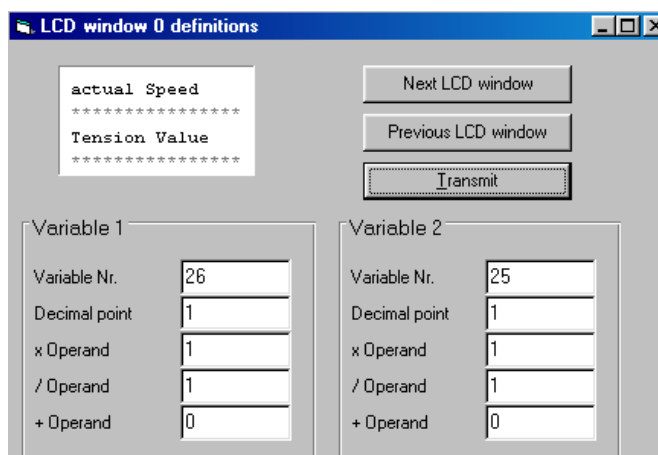 LCD window 0 definitions
actual Speed
****************
Tension Value
****************
Next LCD window
Previous LCD window
Transmit
Variable 1
Variable Nr. 26
Decimal point 1
x Operand 1
/ Operand 1
+ Operand 0
Variable 2
Variable Nr. 25
Decimal point 1
x Operand 1
/ Operand 1
+ Operand 0